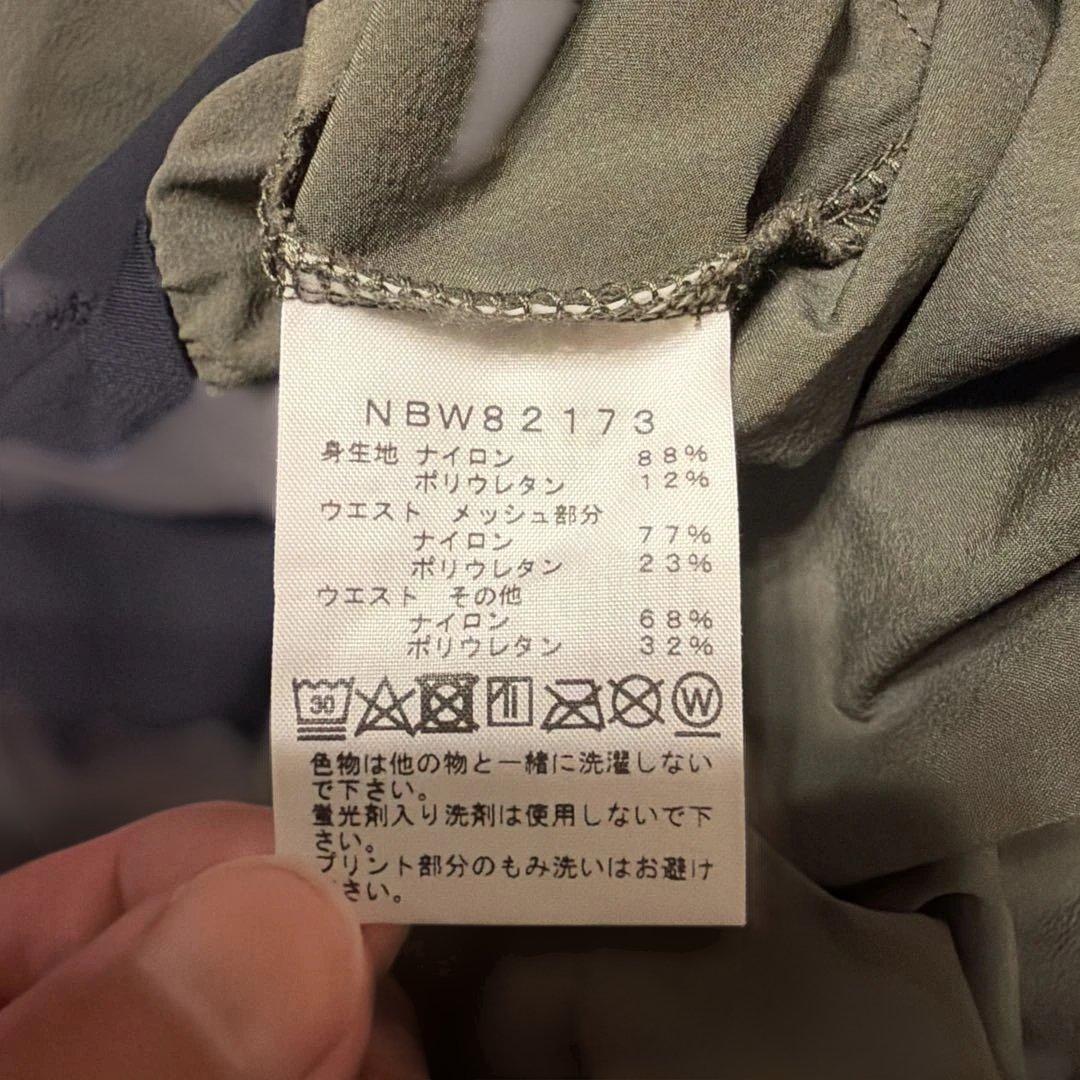 NBW82173
身生地 ナイロン 88%
ポリウレタン 12%
ウエスト メッシュ部分
ナイロン 77%
ポリウレタン 23%
ウエスト その他
ナイロン 68%
ポリウレタン 32%
30 W
色物は他の物と一緒に洗濯しない
で下さい。
蛍光剤入り洗剤は使用しないで下
さい。
プリント部分のもみ洗いはお避け
さい。